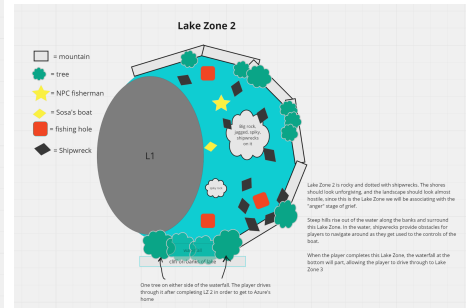 Lake Zone 2
= mountain
= tree
= NPC fisherman
= Sosa's boat
= fishing hole
= Shipwreck
L1
Big rock,
jagged, spiky,
shipwrecks
on it
cliff on banks of lake
One tree on either side of the waterfall. The player drives
through it after completing LZ 2 in order to get to Azure's
home
Lake Zone 2 is rocky and dotted with shipwrecks. The shores
should look unforgiving, and the landscape should look almost
hostile, since this is the Lake Zone we will be associating with the
"anger" stage of grief.
Steep hills rise out of the water along the banks and surround
this Lake Zone. In the water, shipwrecks provide obstacles for
players to navigate around as they get used to the controls of the
boat.
When the player completes this Lake Zone, the waterfall at the
bottom will part, allowing the player to drive through to Lake
Zone 3